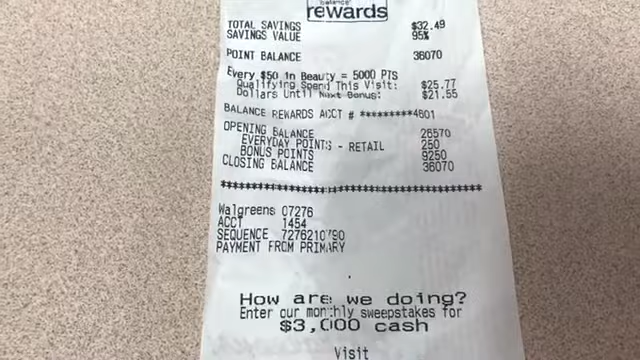 balance
rewards
TOTAL SAVINGS $32.49
SAVINGS VALUE 95%
POINT BALANCE 36070
Every $50 in Beauty = 5000 PTS
Qualifying Spend This Visit: $25.77
Dollars Until Next Bonus: $21.55
BALANCE REWARDS ACCT # *********4601
OPENING BALANCE 26570
EVERYDAY POINTS - RETAIL 250
BONUS POINTS 9250
CLOSING BALANCE 36070
Walgreens 07276
ACCT 1454
SEQUENCE 7276210790
PAYMENT FROM PRIMARY
How are we doing?
Enter our monthly sweepstakes for
$3,000 cash
Visit